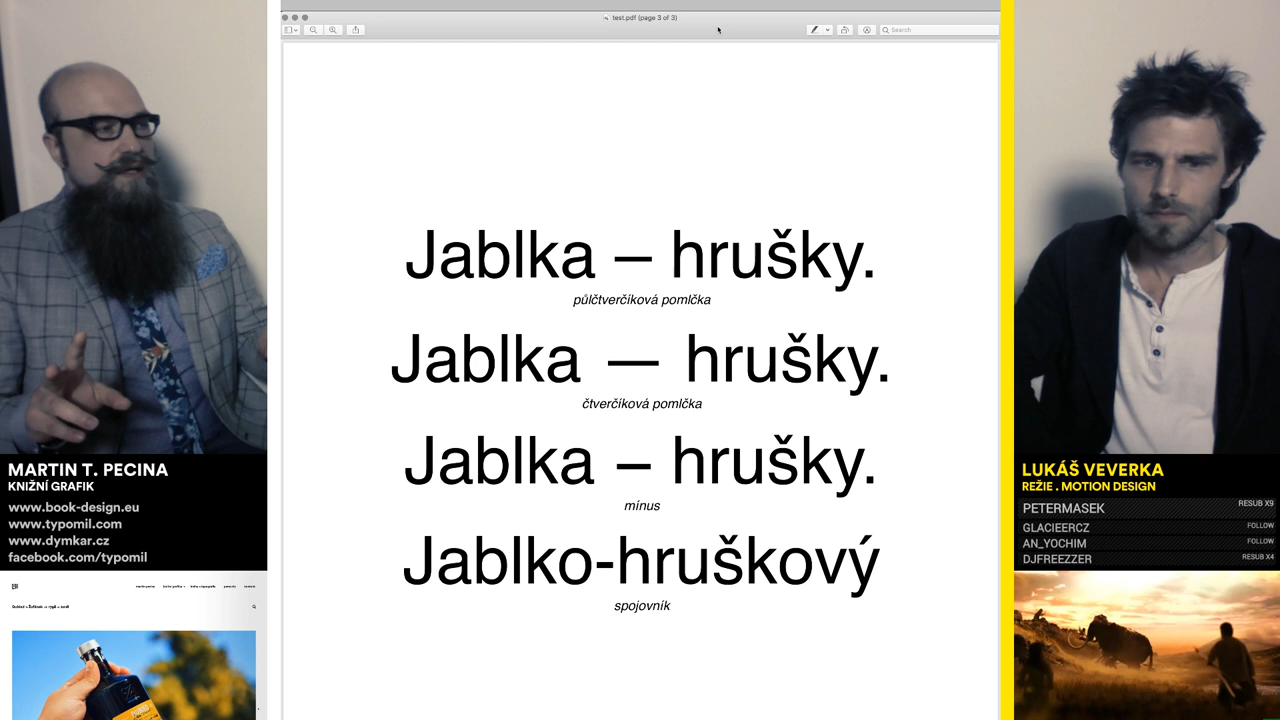 test.pdf (page 3 of 3)
Search
Jablka – hrušky.
půlčtverčíková pomlčka
Jablka — hrušky.
čtverčíková pomlčka
Jablka − hrušky.
mínus
Jablko-hruškový
spojovník
MARTIN T. PECINA
KNIŽNÍ GRAFIK
www.book-design.eu
www.typomil.com
www.dymkar.cz
facebook.com/typomil
LUKÁŠ VEVERKA
REŽIE . MOTION DESIGN
PETERMASEK RESUB X9
GLACIEERCZ FOLLOW
AN_YOCHIM FOLLOW
DJFREEZZER RESUB X4